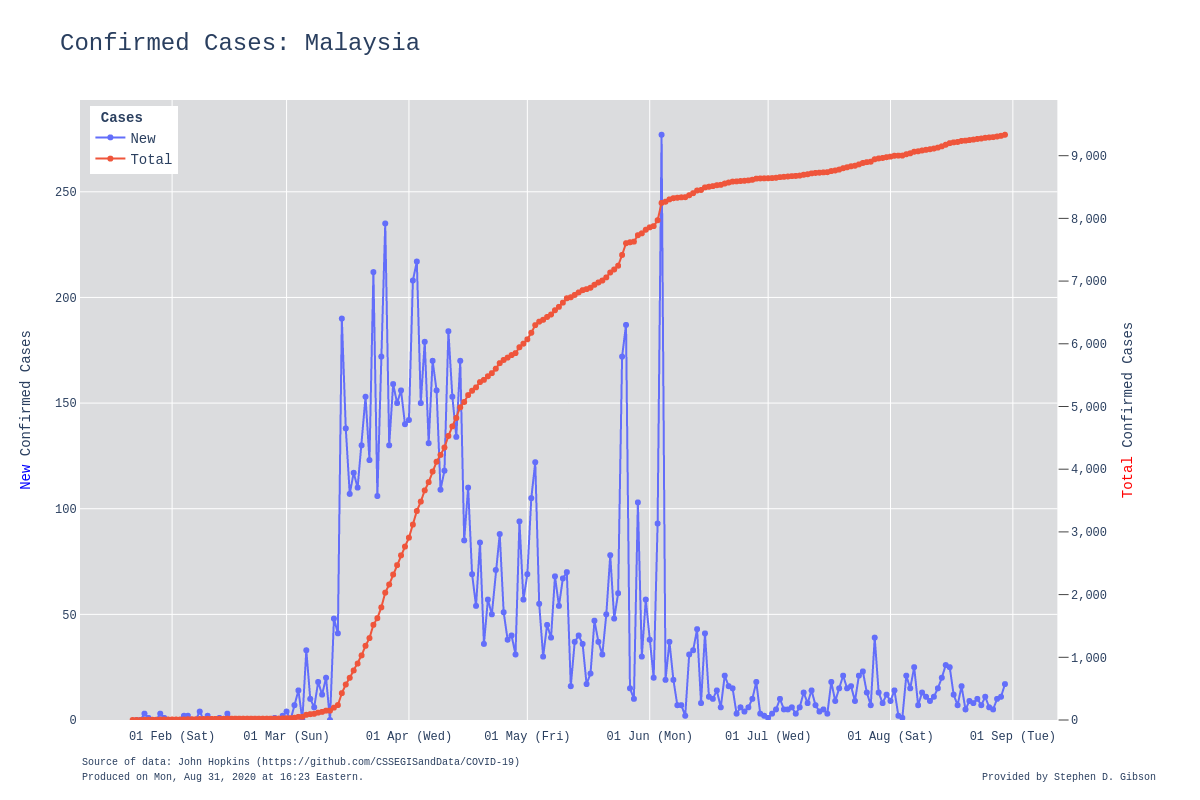 Confirmed Cases: Malaysia
Cases
New
Total
250
200
150
100
50
0
New Confirmed Cases
9,000
8,000
7,000
6,000
5,000
4,000
3,000
2,000
1,000
0
Total Confirmed Cases
01 Feb (Sat) 01 Mar (Sun) 01 Apr (Wed) 01 May (Fri) 01 Jun (Mon) 01 Jul (Wed) 01 Aug (Sat) 01 Sep (Tue)
Source of data: John Hopkins (https://github.com/CSSEGISandData/COVID-19)
Produced on Mon, Aug 31, 2020 at 16:23 Eastern.
Provided by Stephen D. Gibson